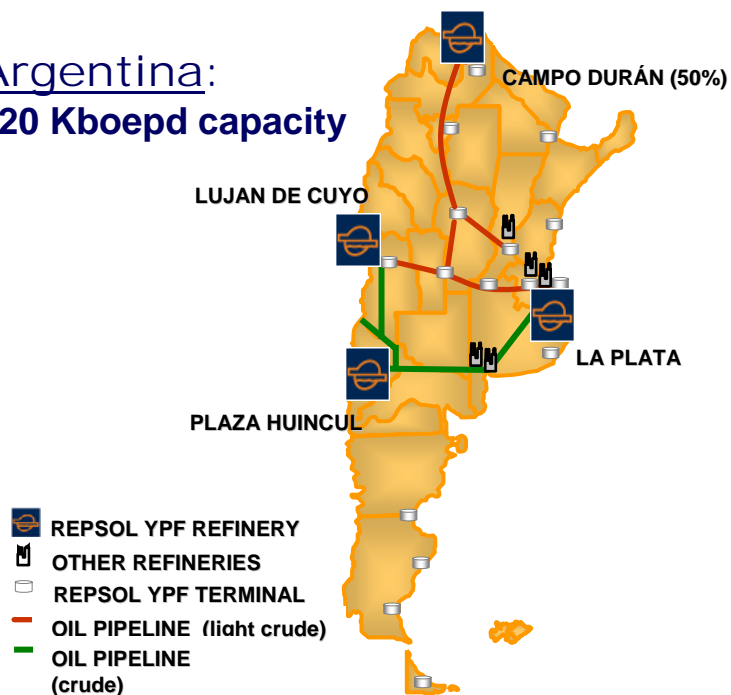 Argentina:
20 Kboepd capacity
CAMPO DURÁN (50%)
LUJAN DE CUYO
LA PLATA
PLAZA HUINCUL
REPSOL YPF REFINERY
OTHER REFINERIES
REPSOL YPF TERMINAL
OIL PIPELINE (light crude)
OIL PIPELINE
(crude)